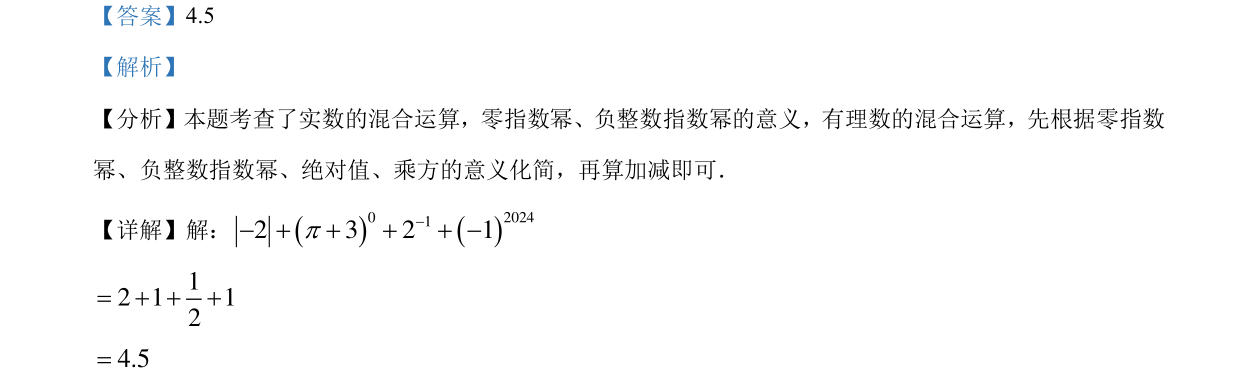 【答案】4.5
【解析】
【分析】本题考查了实数的混合运算，零指数幂、负整数指数幂的意义，有理数的混合运算，先根据零指数
幂、负整数指数幂、绝对值、乘方的意义化简，再算加减即可．
【详解】解：$|-2|+(\pi+3)^{0}+2^{-1}+(-1)^{2024}$
$=2+1+\frac{1}{2}+1$
$=4.5$